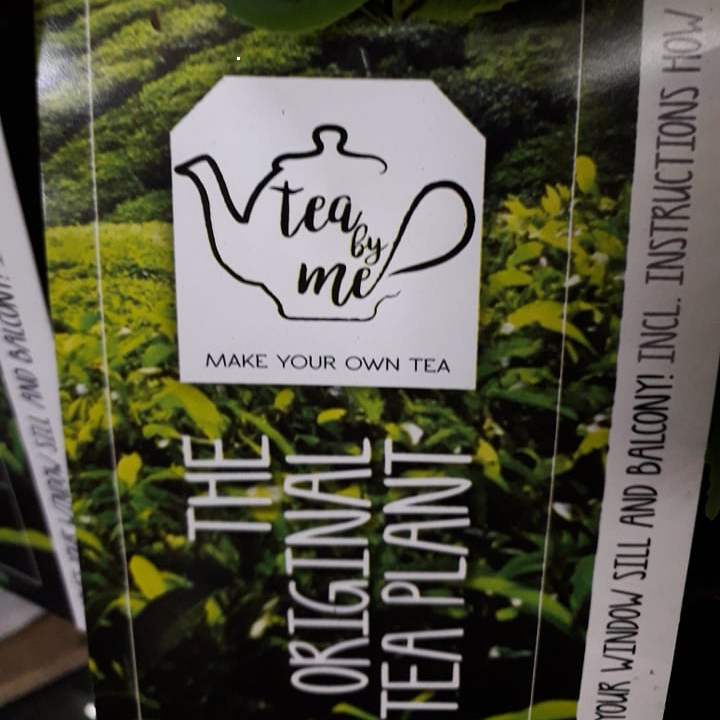 tea
by
me
MAKE YOUR OWN TEA
THE
ORIGINAL
TEA PLANT
YOUR WINDOW SILL AND BALCONY! INCL. INSTRUCTIONS HOW
SILL AND BALCONY!